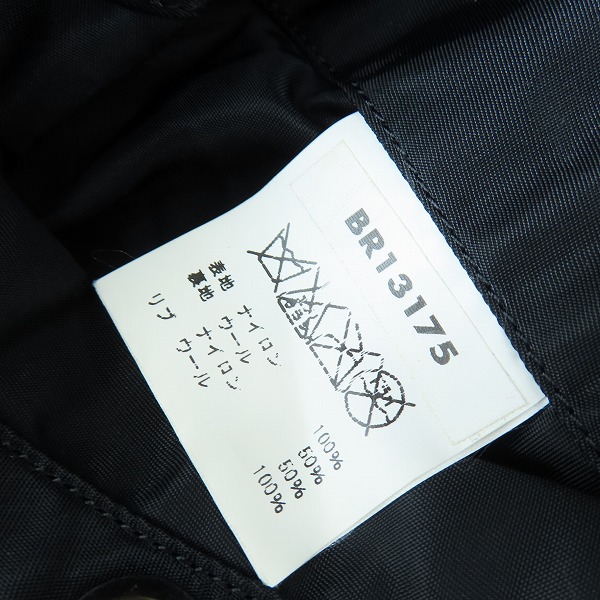 BR13175
表地 ナイロン 100%
裏地 ウール 50%
ナイロン 50%
リブ ウール 100%